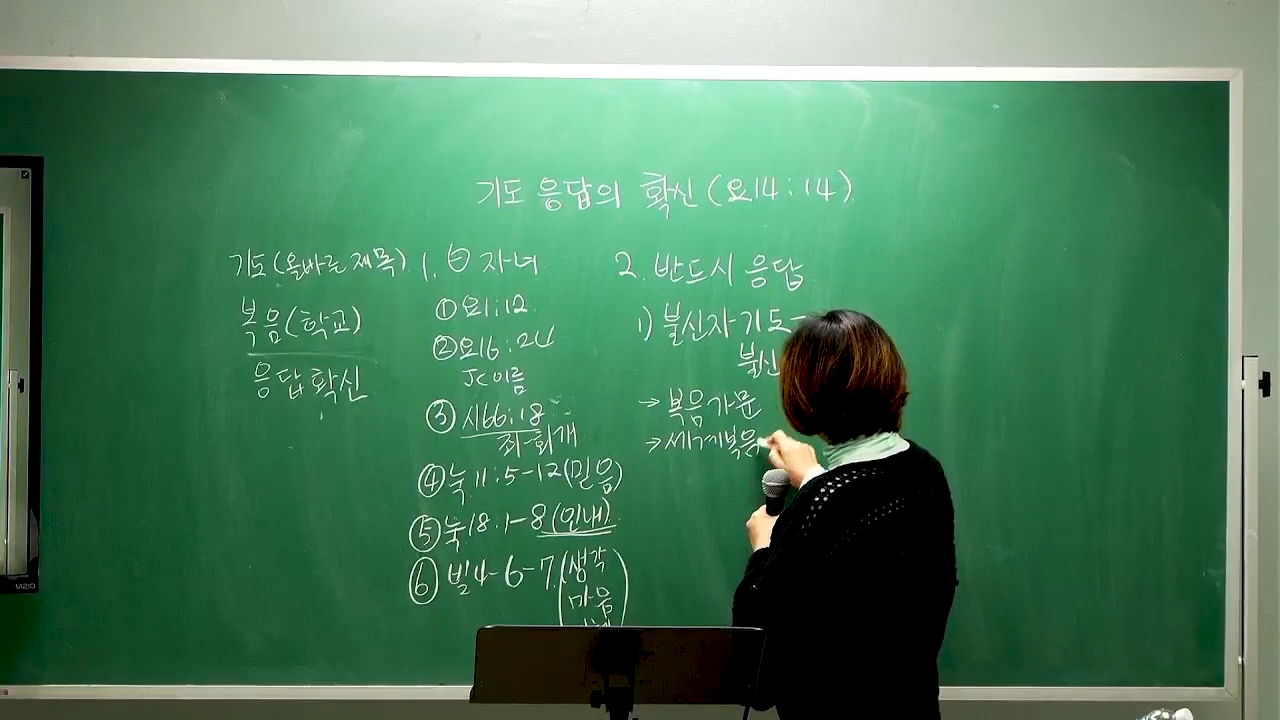 기도 응답의 확신 (요14:14)
기도(올바른 제목)
복음(학교)
응답 확신
1. 자녀
① 요1:12
② 요16:24
JC이름
③ 시66:18
죄-회개
④ 눅11:5-12(믿음)
⑤ 눅18:1-8(인내)
⑥ 빌4-6-7(생각
마음
2. 반드시 응답
1) 불신자 기도-
불신
→ 복음가문
→ 세계복음
VIZIO